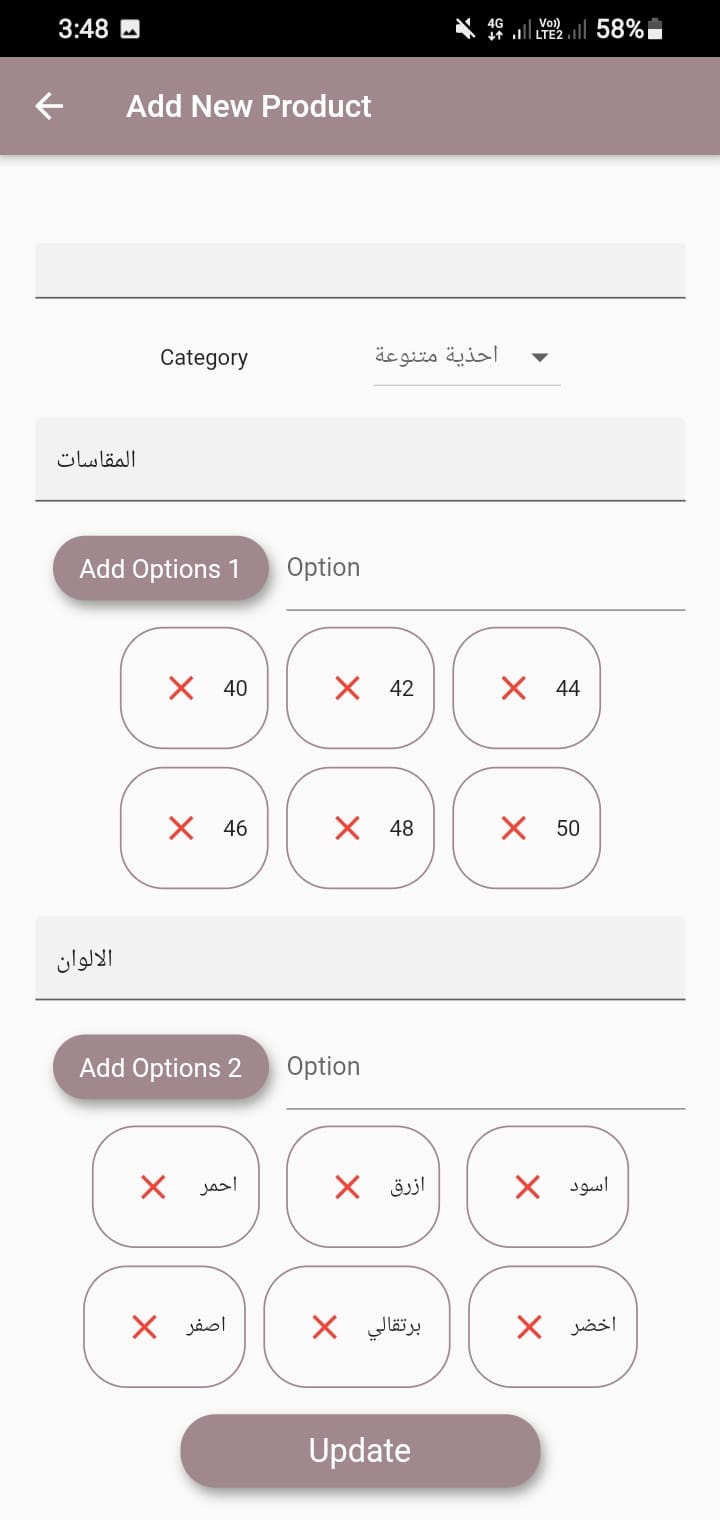 3:48 4G Vo)) LTE2 58%
Add New Product
Category احذية متنوعة
المقاسات
Add Options 1 Option
40 42 44
46 48 50
الالوان
Add Options 2 Option
احمر ازرق اسود
اصفر برتقالي اخضر
Update